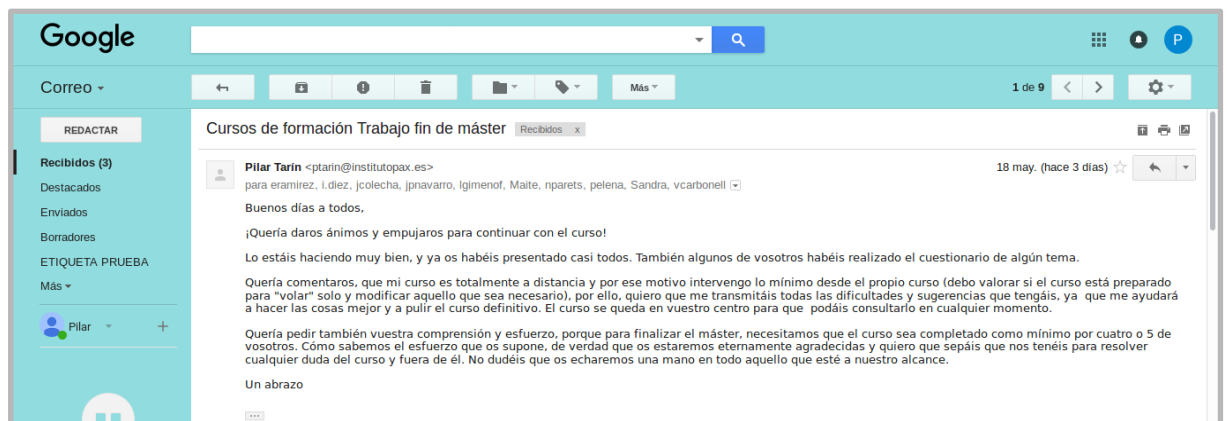 Google
P
Correo
Más
1 de 9
REDACTAR
Cursos de formación Trabajo fin de máster Recibidos x
Recibidos (3)
Destacados
Enviados
Borradores
ETIQUETA PRUEBA
Más
Pilar
Pilar Tarín <ptarin@institutopax.es>
18 may. (hace 3 días)
para eramirez, i.diez, jcolecha, jpnavarro, lgimenof, Maite, nparets, pelena, Sandra, vcarbonell
Buenos días a todos,
¡Quería daros ánimos y empujaros para continuar con el curso!
Lo estáis haciendo muy bien, y ya os habéis presentado casi todos. También algunos de vosotros habéis realizado el cuestionario de algún tema.
Quería comentaros, que mi curso es totalmente a distancia y por ese motivo intervengo lo mínimo desde el propio curso (debo valorar si el curso está preparado
para "volar" solo y modificar aquello que sea necesario), por ello, quiero que me transmitáis todas las dificultades y sugerencias que tengáis, ya que me ayudará
a hacer las cosas mejor y a pulir el curso definitivo. El curso se queda en vuestro centro para que podáis consultarlo en cualquier momento.
Quería pedir también vuestra comprensión y esfuerzo, porque para finalizar el máster, necesitamos que el curso sea completado como mínimo por cuatro o 5 de
vosotros. Cómo sabemos el esfuerzo que os supone, de verdad que os estaremos eternamente agradecidas y quiero que sepáis que nos tenéis para resolver
cualquier duda del curso y fuera de él. No dudéis que os echaremos una mano en todo aquello que esté a nuestro alcance.
Un abrazo